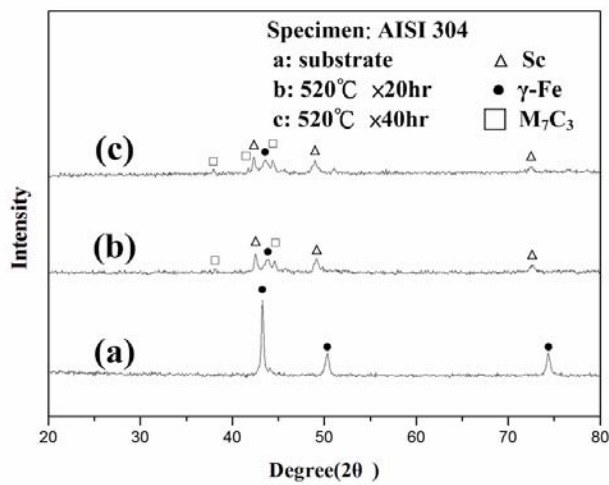 Specimen: AISI 304
a: substrate
b: 520℃ ×20hr
c: 520℃ ×40hr
△ Sc
● γ-Fe
□ M₇C₃
(c)
(b)
(a)
Intensity
20 30 40 50 60 70 80
Degree(2θ )